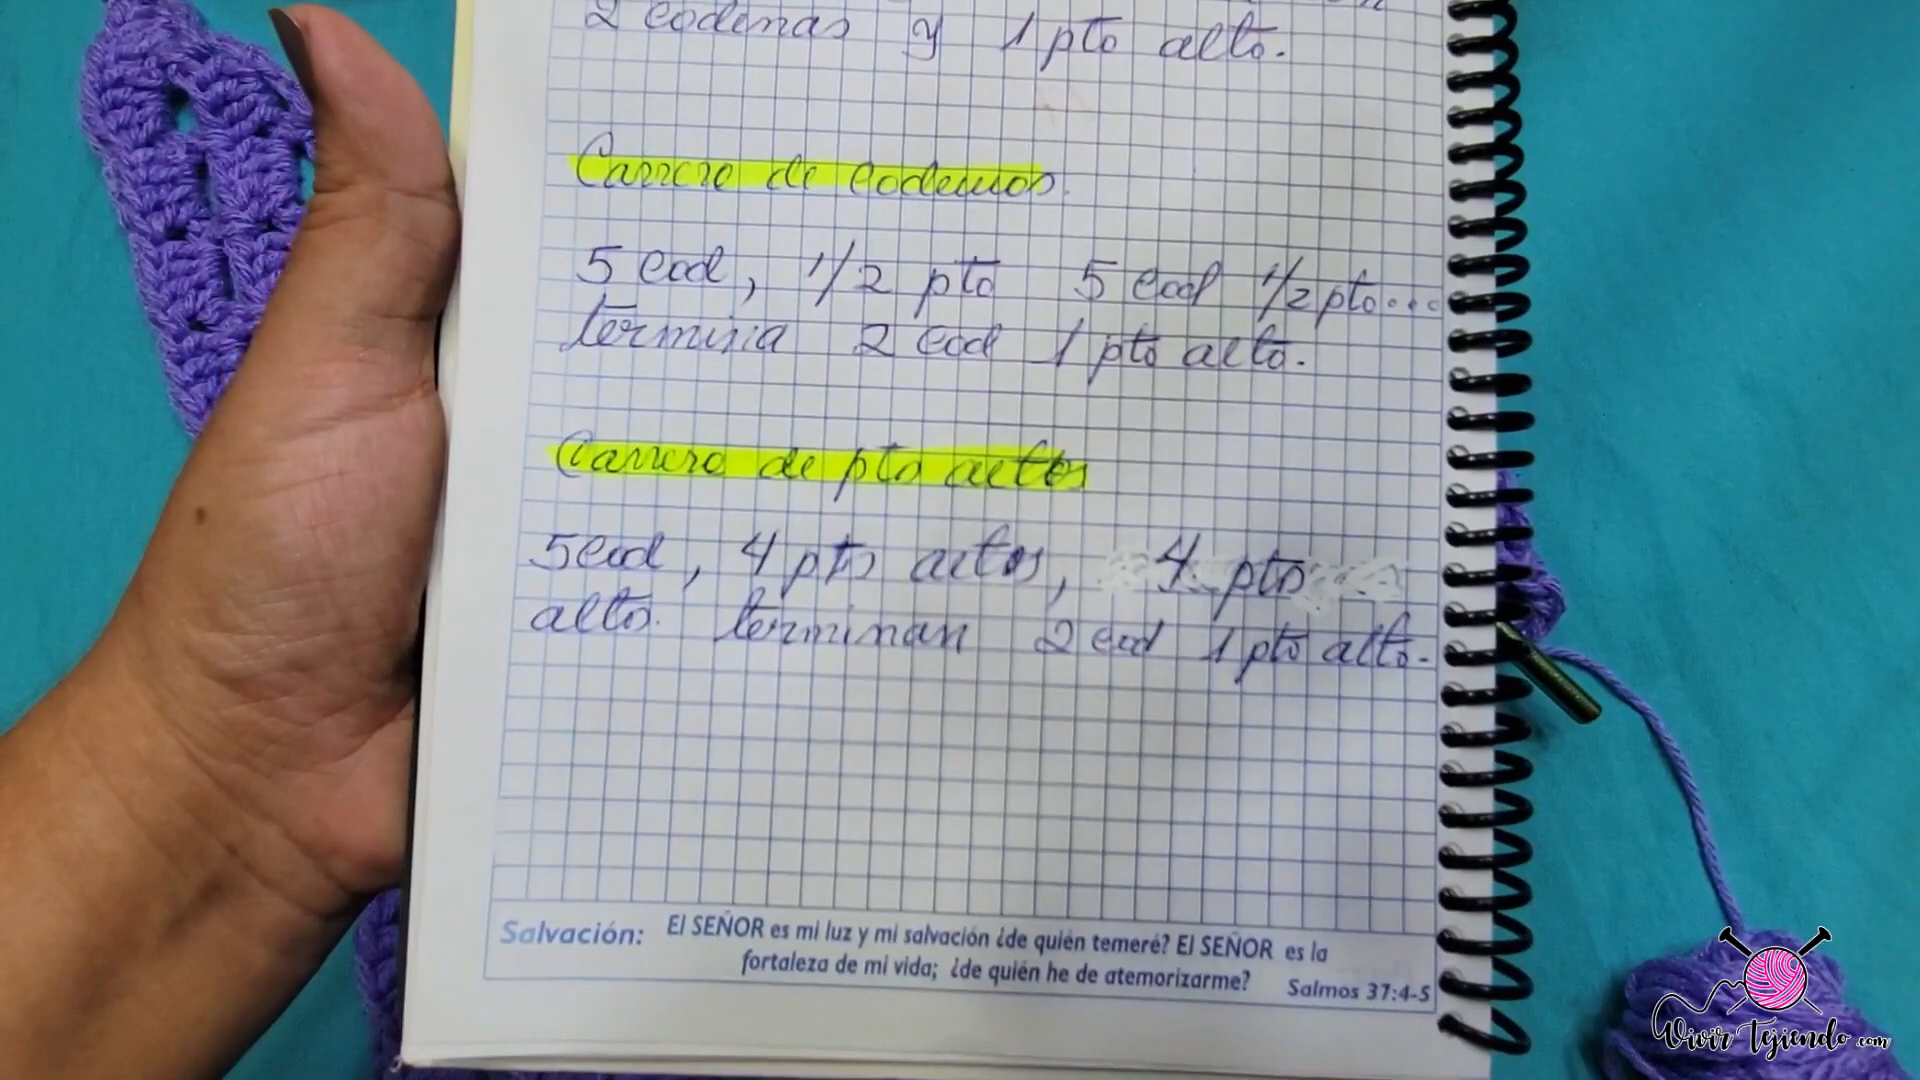 2 cadenas y 1 pto alto.
Carrera de cadenas.
5 cad, 1/2 pto 5 cad 1/2 pto...
termina 2 cad 1 pto alto.
Carrera de pto altos
5 cad, 4 pto altos, 4 pto
alto. terminan 2 cad 1 pto alto.
Salvación: El SEÑOR es mi luz y mi salvación ¿de quién temeré? El SEÑOR es la
fortaleza de mi vida; ¿de quién he de atemorizarme? Salmos 37:4-5
Vivir Tejiendo.com